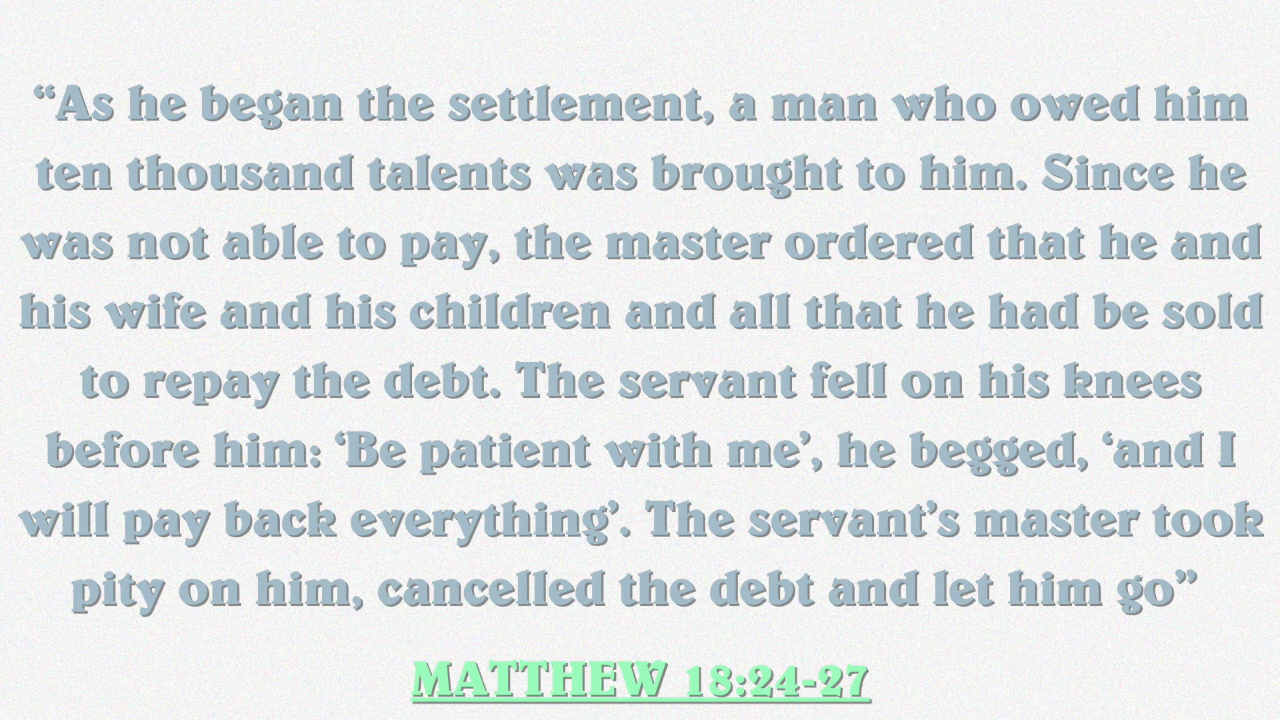 “As he began the settlement, a man who owed him
ten thousand talents was brought to him. Since he
was not able to pay, the master ordered that he and
his wife and his children and all that he had be sold
to repay the debt. The servant fell on his knees
before him: ‘Be patient with me’, he begged, ‘and I
will pay back everything’. The servant’s master took
pity on him, cancelled the debt and let him go”
MATTHEW 18:24-27